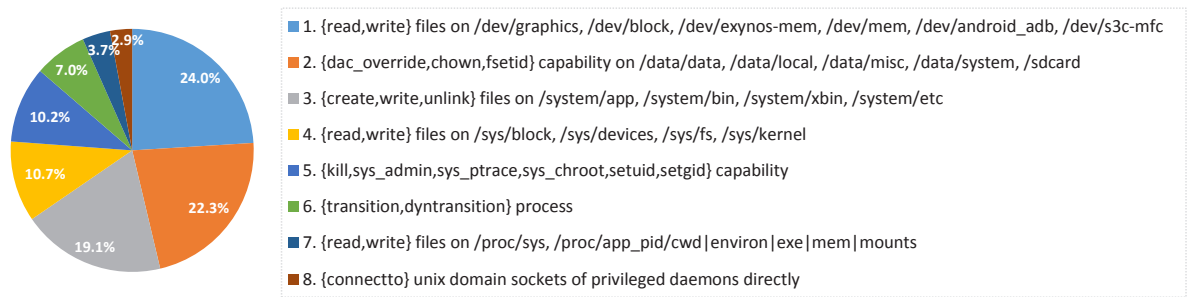 2.9%
3.7%
7.0%
24.0%
10.2%
10.7%
22.3%
19.1%
1. {read,write} files on /dev/graphics, /dev/block, /dev/exynos-mem, /dev/mem, /dev/android_adb, /dev/s3c-mfc
2. {dac_override,chown,fsetid} capability on /data/data, /data/local, /data/misc, /data/system, /sdcard
3. {create,write,unlink} files on /system/app, /system/bin, /system/xbin, /system/etc
4. {read,write} files on /sys/block, /sys/devices, /sys/fs, /sys/kernel
5. {kill,sys_admin,sys_ptrace,sys_chroot,setuid,setgid} capability
6. {transition,dyntransition} process
7. {read,write} files on /proc/sys, /proc/app_pid/cwd|environ|exe|mem|mounts
8. {connectto} unix domain sockets of privileged daemons directly